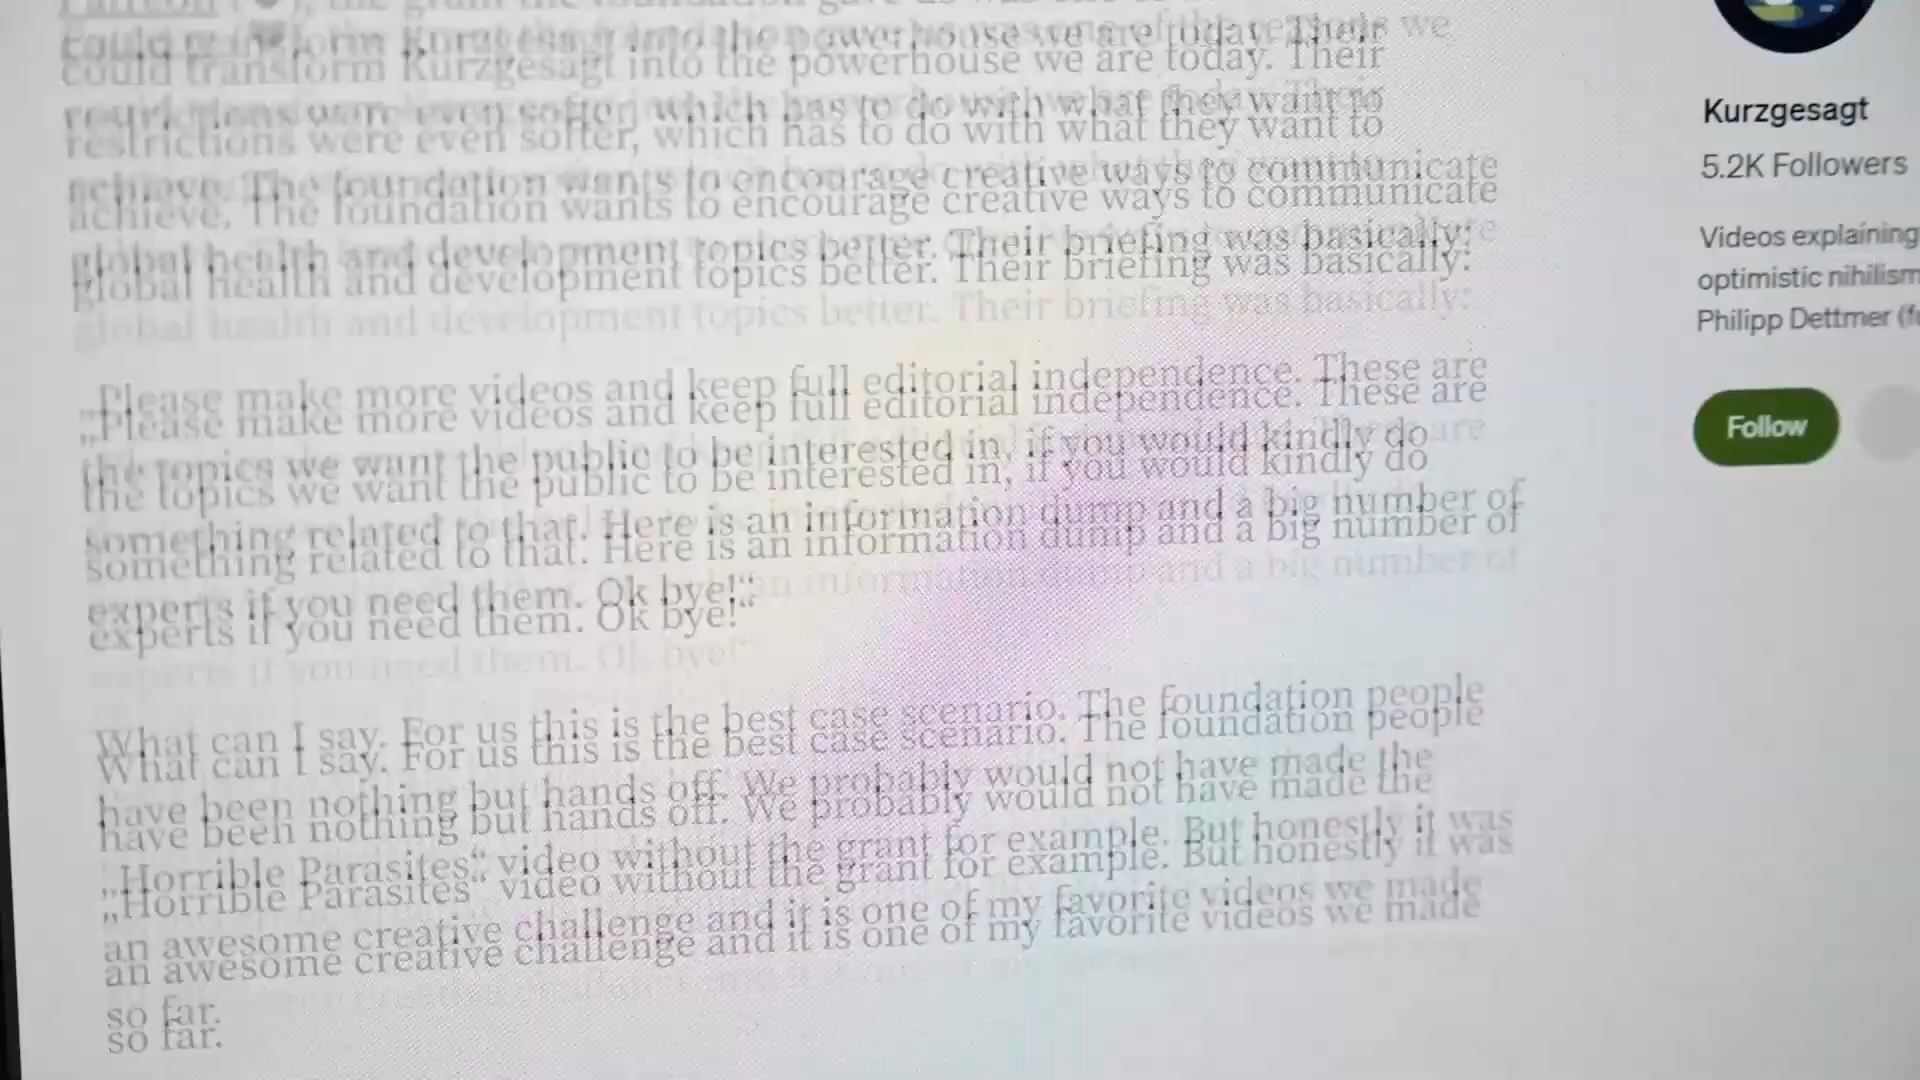 could transform Kurzgesagt into the powerhouse we are today. Their
restrictions were even softer, which has to do with what they want to
achieve. The foundation wants to encourage creative ways to communicate
global health and development topics better. Their briefing was basically:
„Please make more videos and keep full editorial independence. These are
the topics we want the public to be interested in, if you would kindly do
something related to that. Here is an information dump and a big number of
experts if you need them. Ok bye!“
What can I say. For us this is the best case scenario. The foundation people
have been nothing but hands off. We probably would not have made the
„Horrible Parasites“ video without the grant for example. But honestly it was
an awesome creative challenge and it is one of my favorite videos we made
so far.
Kurzgesagt
5.2K Followers
Videos explaining
optimistic nihilism
Philipp Dettmer
Follow